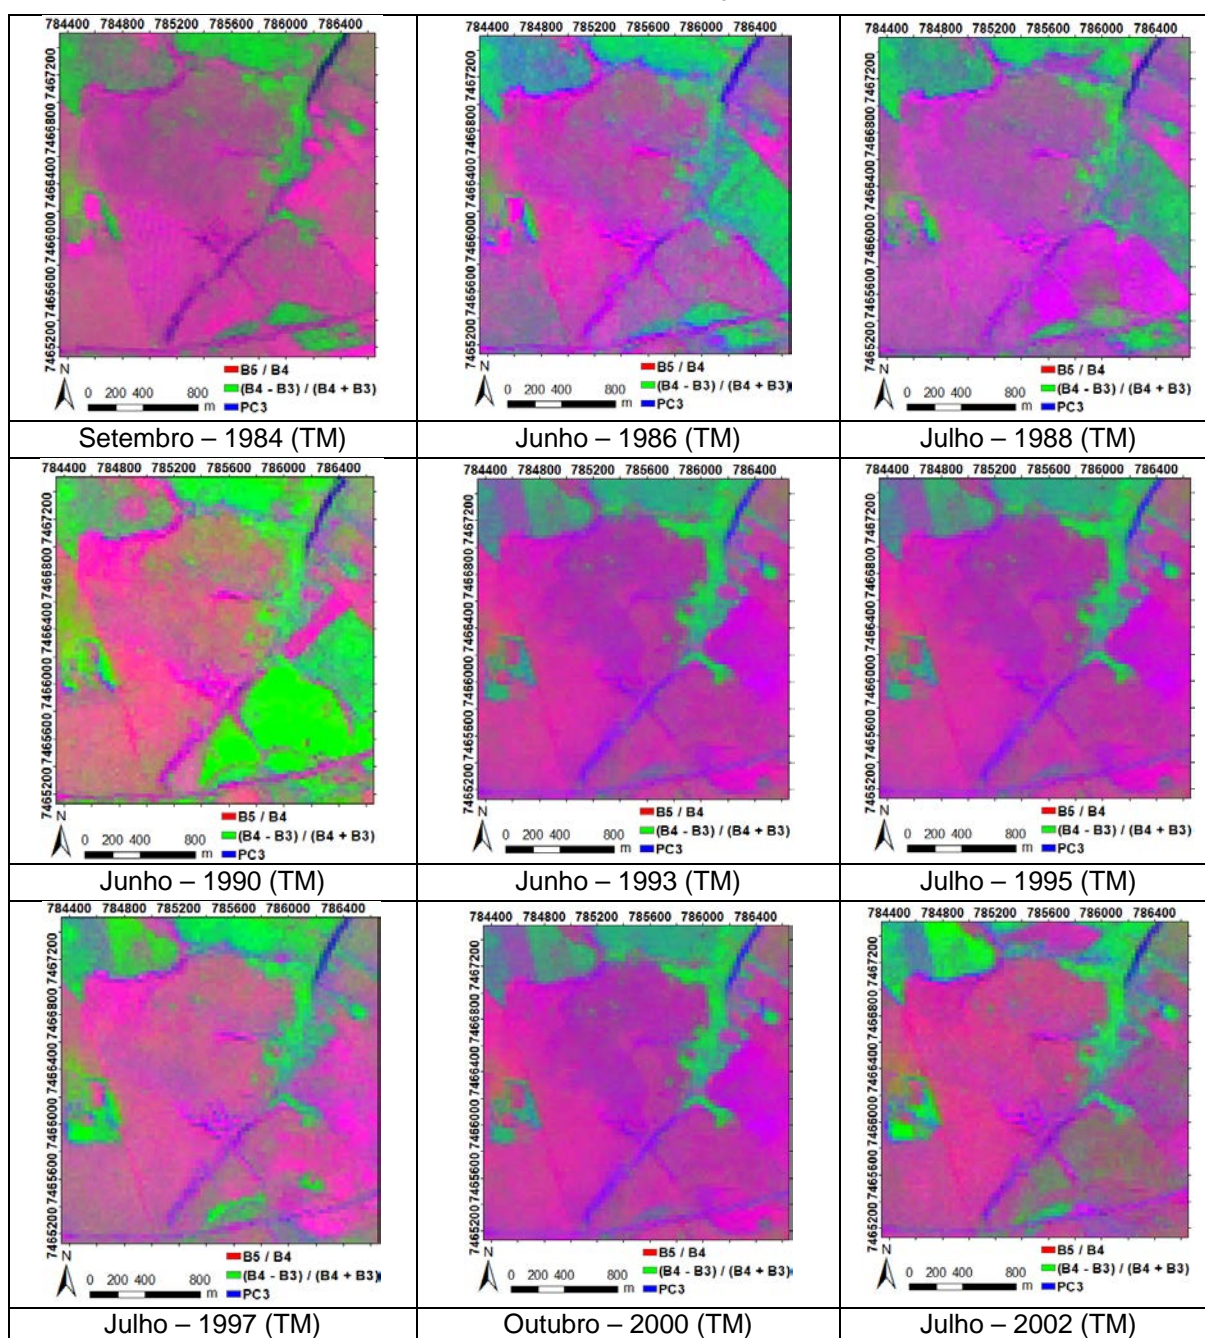 784400 784800 785200 785600 786000 786400
7467200
7466800
7466400
7466000
7465600
7465200
N
0 200 400 800
m
B5 / B4
(B4 - B3) / (B4 + B3)
PC3
Setembro – 1984 (TM)
784400 784800 785200 785600 786000 786400
7467200
7466800
7466400
7466000
7465600
7465200
N
0 200 400 800
m
B5 / B4
(B4 - B3) / (B4 + B3)
PC3
Junho – 1986 (TM)
784400 784800 785200 785600 786000 786400
7467200
7466800
7466400
7466000
7465600
7465200
N
0 200 400 800
m
B5 / B4
(B4 - B3) / (B4 + B3)
PC3
Julho – 1988 (TM)
784400 784800 785200 785600 786000 786400
7467200
7466800
7466400
7466000
7465600
7465200
N
0 200 400 800
m
B5 / B4
(B4 - B3) / (B4 + B3)
PC3
Junho – 1990 (TM)
784400 784800 785200 785600 786000 786400
7467200
7466800
7466400
7466000
7465600
7465200
N
0 200 400 800
m
B5 / B4
(B4 - B3) / (B4 + B3)
PC3
Junho – 1993 (TM)
784400 784800 785200 785600 786000 786400
7467200
7466800
7466400
7466000
7465600
7465200
N
0 200 400 800
m
B5 / B4
(B4 - B3) / (B4 + B3)
PC3
Julho – 1995 (TM)
784400 784800 785200 785600 786000 786400
7467200
7466800
7466400
7466000
7465600
7465200
N
0 200 400 800
m
B5 / B4
(B4 - B3) / (B4 + B3)
PC3
Julho – 1997 (TM)
784400 784800 785200 785600 786000 786400
7467200
7466800
7466400
7466000
7465600
7465200
N
0 200 400 800
m
B5 / B4
(B4 - B3) / (B4 + B3)
PC3
Outubro – 2000 (TM)
784400 784800 785200 785600 786000 786400
7467200
7466800
7466400
7466000
7465600
7465200
N
0 200 400 800
m
B5 / B4
(B4 - B3) / (B4 + B3)
PC3
Julho – 2002 (TM)